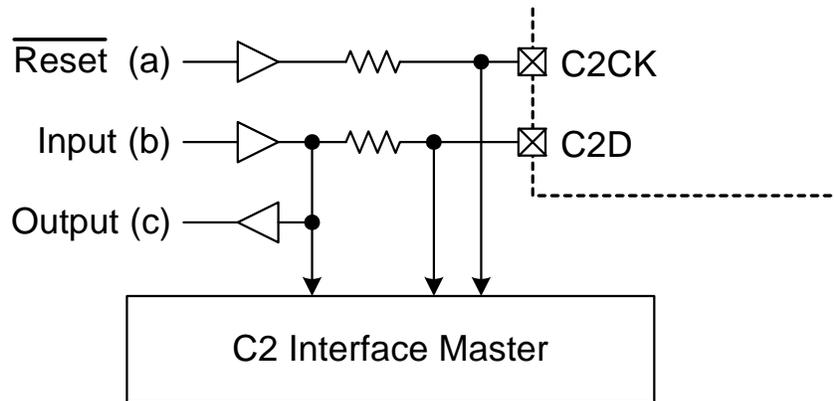 Reset (a)
C2CK
Input (b)
C2D
Output (c)
C2 Interface Master